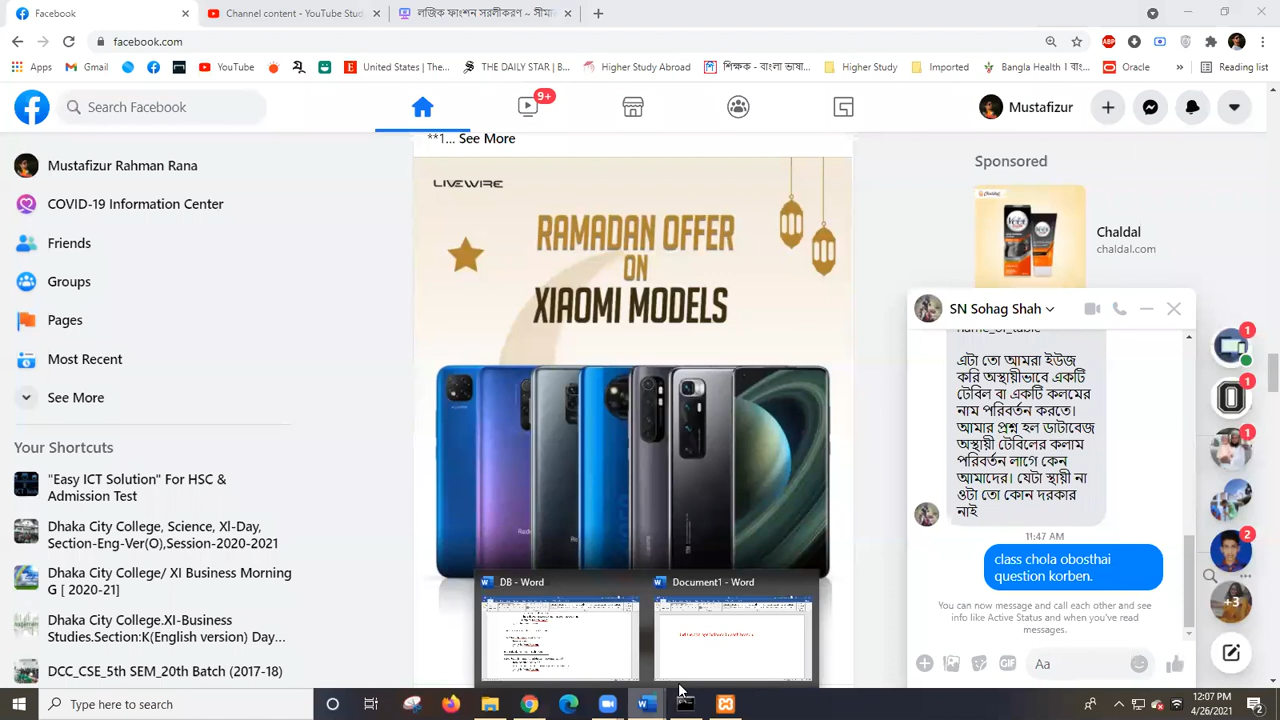 Facebook
Channel content - YouTube Stud
লজিক ফাংশন সরলীকরণ ~ সীমা
facebook.com
Apps
Gmail
YouTube
United States | The...
THE DAILY STAR | B...
Higher Study Abroad
শিক্ষক - বাংলা ভাষা...
Higher Study
Imported
Bangla Health । বাং...
Oracle
»
Reading list
Search Facebook
9+
Mustafizur
Mustafizur Rahman Rana
COVID-19 Information Center
Friends
Groups
Pages
Most Recent
See More
Your Shortcuts
"Easy ICT Solution" For HSC &
Admission Test
Dhaka City College, Science, XI-Day,
Section-Eng-Ver(O),Session-2020-2021
Dhaka City College/ XI Business Morning
G [ 2020-21]
Dhaka City College.XI-Business
Studies.Section:K(English version) Day...
DCC_CSE_5th SEM_20th Batch (2017-18)
**1... See More
LIVEWIRE
RAMADAN OFFER
ON
XIAOMI MODELS
DB - Word
Document1 - Word
Sponsored
Chaldal
chaldal.com
SN Sohag Shah
name_of_table
এটা তো আমরা ইউজ
করি অস্থায়ীভাবে একটি
টেবিল বা একটি কলমের
নাম পরিবর্তন করতে।
আমার প্রশ্ন হল ডাটাবেজ
অস্থায়ী টেবিলের কলাম
পরিবর্তন লাগে কেন
আমাদের। যেটা স্থায়ী না
ওটা তো কোন দরকার
নাই
11:47 AM
class chola obosthai
question korben.
You can now message and call each other and see
info like Active Status and when you've read
messages.
GIF
Aa
1
1
1
2
+3
Type here to search
12:07 PM
4/26/2021
2